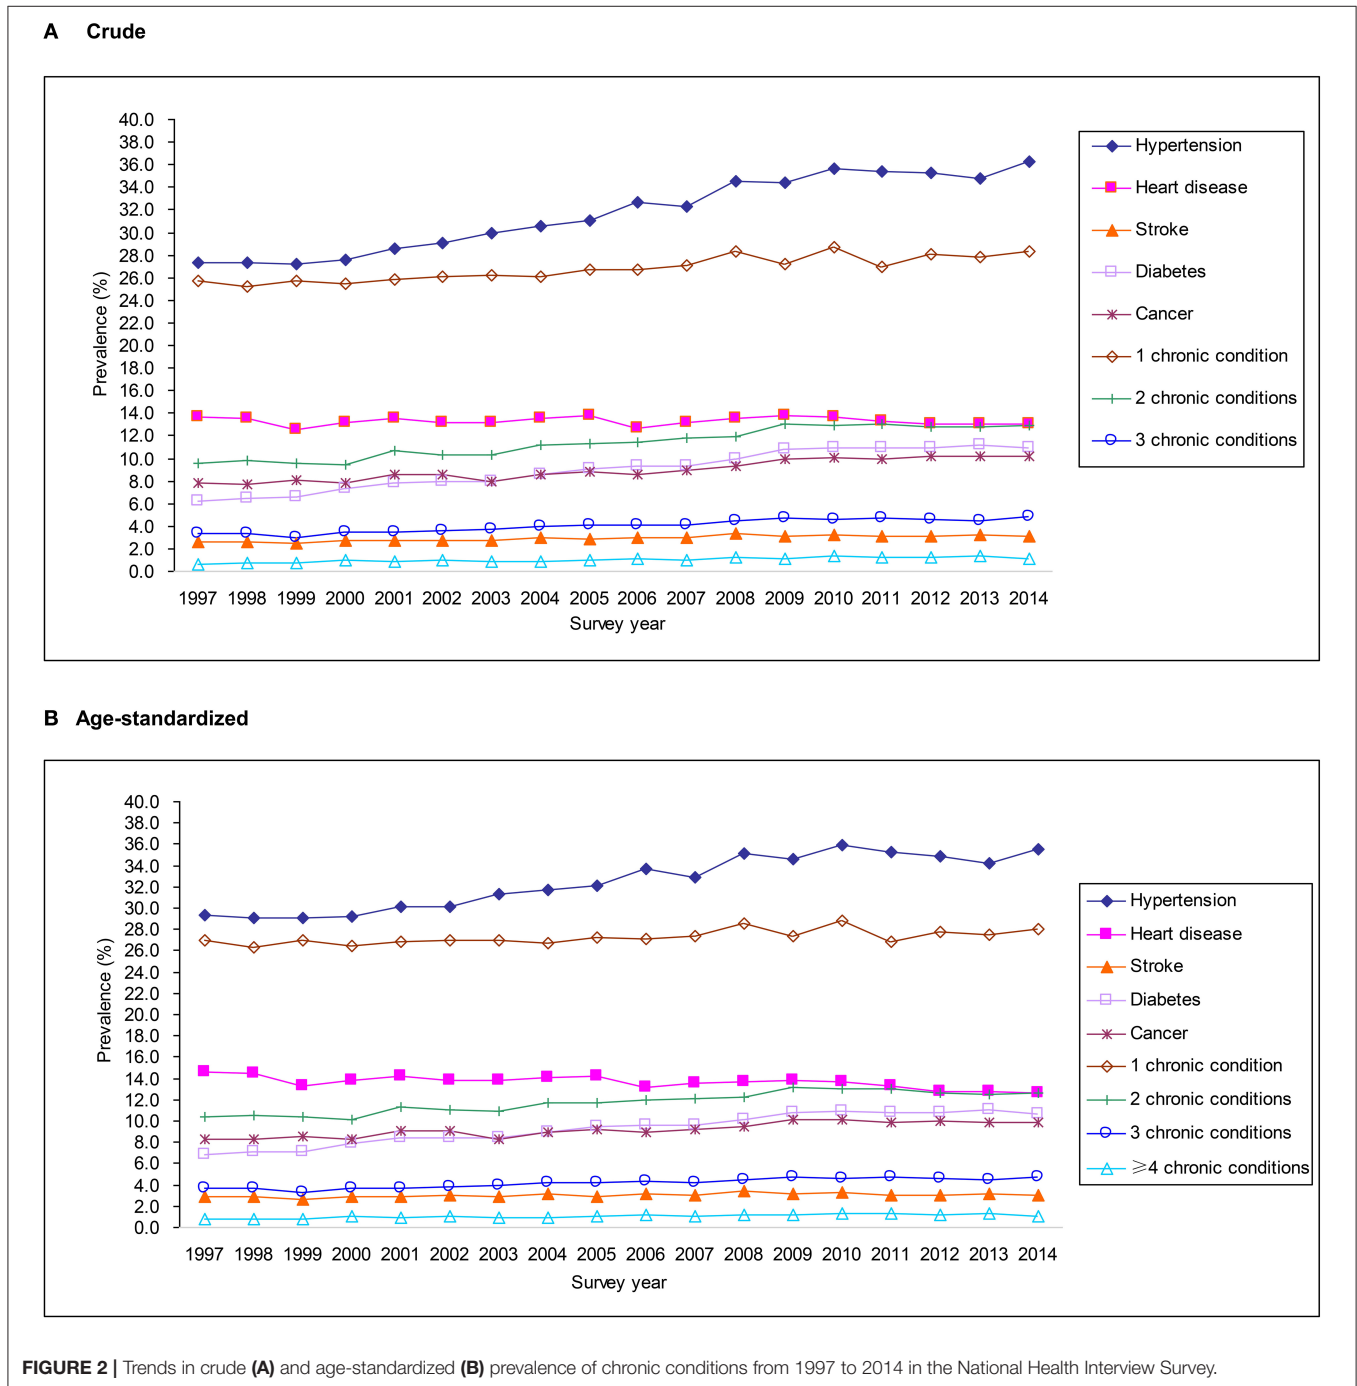 A Crude
40.0
38.0
36.0
34.0
32.0
30.0
28.0
26.0
24.0
22.0
20.0
18.0
16.0
14.0
12.0
10.0
8.0
6.0
4.0
2.0
0.0
Prevalence (%)
1997 1998 1999 2000 2001 2002 2003 2004 2005 2006 2007 2008 2009 2010 2011 2012 2013 2014
Survey year
Hypertension
Heart disease
Stroke
Diabetes
Cancer
1 chronic condition
2 chronic conditions
3 chronic conditions
B Age-standardized
40.0
38.0
36.0
34.0
32.0
30.0
28.0
26.0
24.0
22.0
20.0
18.0
16.0
14.0
12.0
10.0
8.0
6.0
4.0
2.0
0.0
Prevalence (%)
1997 1998 1999 2000 2001 2002 2003 2004 2005 2006 2007 2008 2009 2010 2011 2012 2013 2014
Survey year
Hypertension
Heart disease
Stroke
Diabetes
Cancer
1 chronic condition
2 chronic conditions
3 chronic conditions
≥4 chronic conditions
FIGURE 2 | Trends in crude (A) and age-standardized (B) prevalence of chronic conditions from 1997 to 2014 in the National Health Interview Survey.